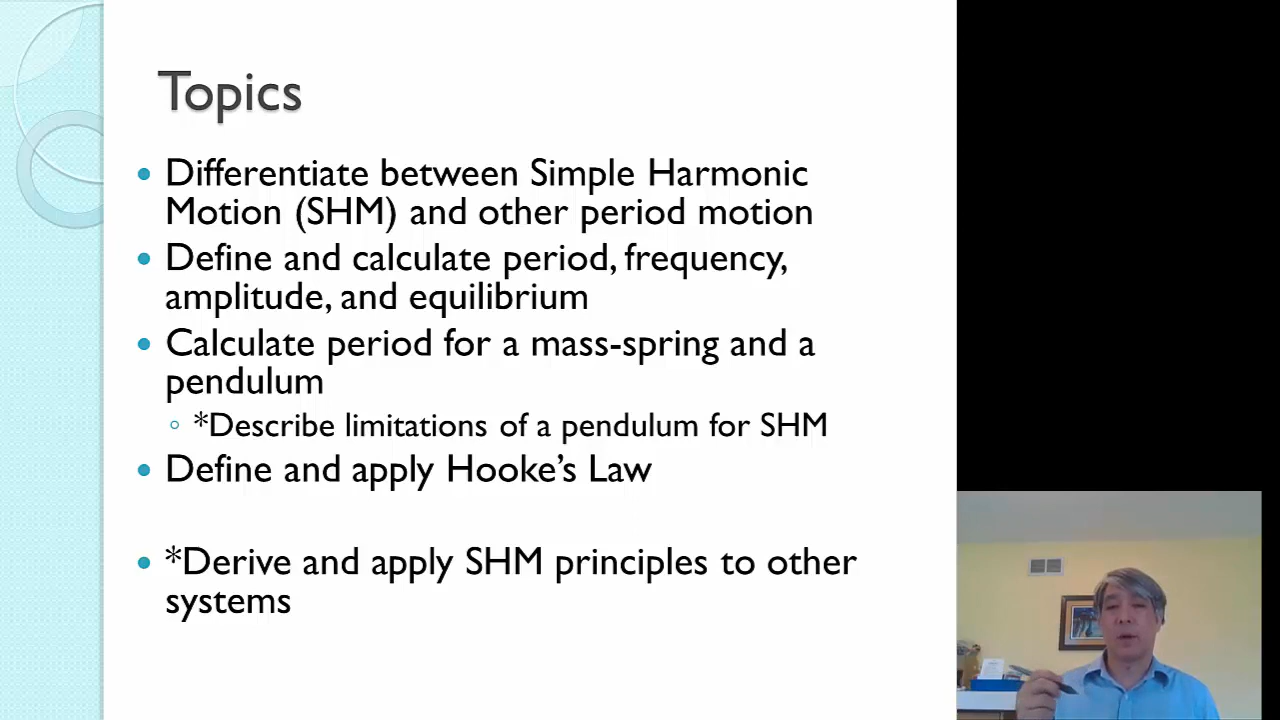 Topics
Differentiate between Simple Harmonic
Motion (SHM) and other period motion
Define and calculate period, frequency,
amplitude, and equilibrium
Calculate period for a mass-spring and a
pendulum
*Describe limitations of a pendulum for SHM
Define and apply Hooke’s Law
*Derive and apply SHM principles to other
systems